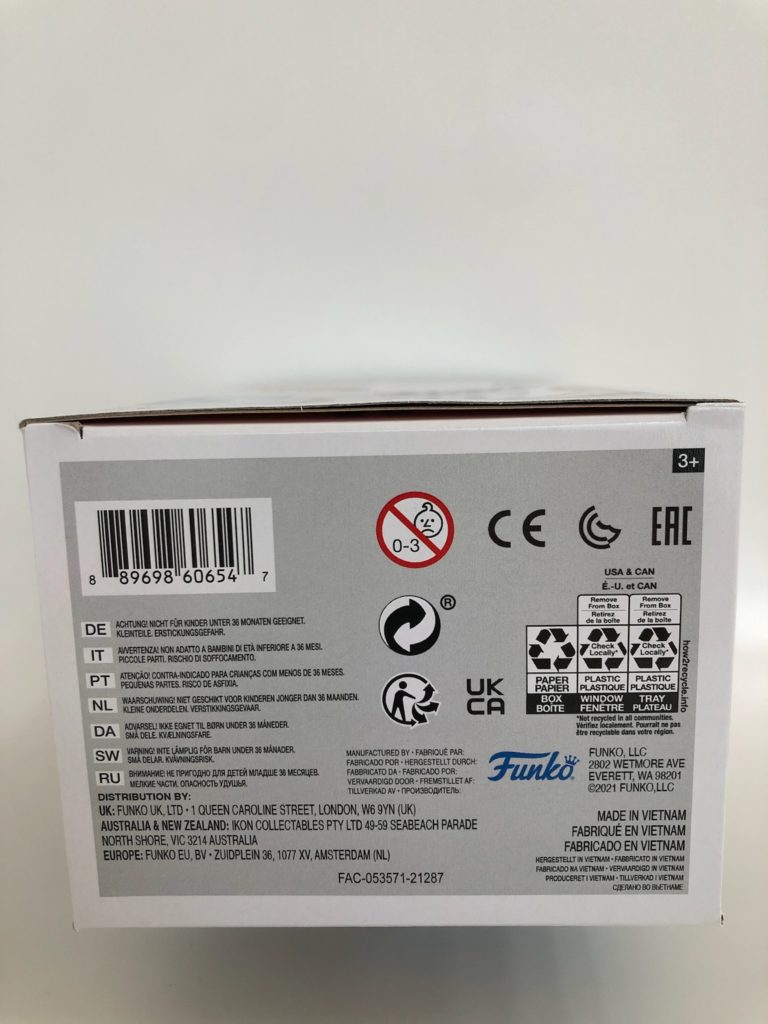 3+
8 89698 60654 7
0-3
CE
EAC
®
USA & CAN
É.-U. et CAN
Remove From Box
Retirez de la boîte
Remove From Box
Retirez de la boîte
Check Locally*
Check Locally*
PAPER
PAPIER
PLASTIC
PLASTIQUE
PLASTIC
PLASTIQUE
BOX
BOÎTE
WINDOW
FENÊTRE
TRAY
PLATEAU
how2recycle.info
*Not recycled in all communities.
Vérifiez localement. Pourrait ne pas
être recyclable dans votre région.
UK
CA
DE ACHTUNG! NICHT FÜR KINDER UNTER 36 MONATEN GEEIGNET.
KLEINTEILE. ERSTICKUNGSGEFAHR.
IT AVVERTENZA! NON ADATTO A BAMBINI DI ETÀ INFERIORE A 36 MESI.
PICCOLE PARTI. RISCHIO DI SOFFOCAMENTO.
PT ATENÇÃO! CONTRA-INDICADO PARA CRIANÇAS COM MENOS DE 36 MESES.
PEQUENAS PARTES. RISCO DE ASFIXIA.
NL WAARSCHUWING! NIET GESCHIKT VOOR KINDEREN JONGER DAN 36 MAANDEN.
KLEINE ONDERDELEN. VERSTIKKINGSGEVAAR.
DA ADVARSEL! IKKE EGNET TIL BØRN UNDER 36 MÅNEDER.
SMÅ DELE. KVÆLNINGSFARE.
SW VARNING! INTE LÄMPLIG FÖR BARN UNDER 36 MÅNADER.
SMÅ DELAR. KVÄVNINGSRISK.
RU ВНИМАНИЕ! НЕ ПРИГОДНО ДЛЯ ДЕТЕЙ МЛАДШЕ 36 МЕСЯЦЕВ.
МЕЛКИЕ ЧАСТИ. ОПАСНОСТЬ УДУШЬЯ.
MANUFACTURED BY • FABRIQUÉ PAR:
FABRICADO POR • HERGESTELLT DURCH:
FABBRICATO DA • FABRICADO POR:
VERVAARDIGD DOOR • FREMSTILLET AF:
TILLVERKAD AV • ПРОИЗВОДИТЕЛЬ:
Funko
FUNKO, LLC
2802 WETMORE AVE
EVERETT, WA 98201
©2021 FUNKO,LLC
DISTRIBUTION BY:
UK: FUNKO UK, LTD • 1 QUEEN CAROLINE STREET, LONDON, W6 9YN (UK)
AUSTRALIA & NEW ZEALAND: IKON COLLECTABLES PTY LTD 49-59 SEABEACH PARADE
NORTH SHORE, VIC 3214 AUSTRALIA
EUROPE: FUNKO EU, BV • ZUIDPLEIN 36, 1077 XV, AMSTERDAM (NL)
FAC-053571-21287
MADE IN VIETNAM
FABRIQUÉ EN VIETNAM
FABRICADO EN VIETNAM
HERGESTELLT IN VIETNAM • FABBRICATO IN VIETNAM
FABRICADO NA VIETNAM • VERVAARDIGD IN VIETNAM
PRODUCERET I VIETNAM • TILLVERKAD I VIETNAM
СДЕЛАНО ВО ВЬЕТНАМЕ